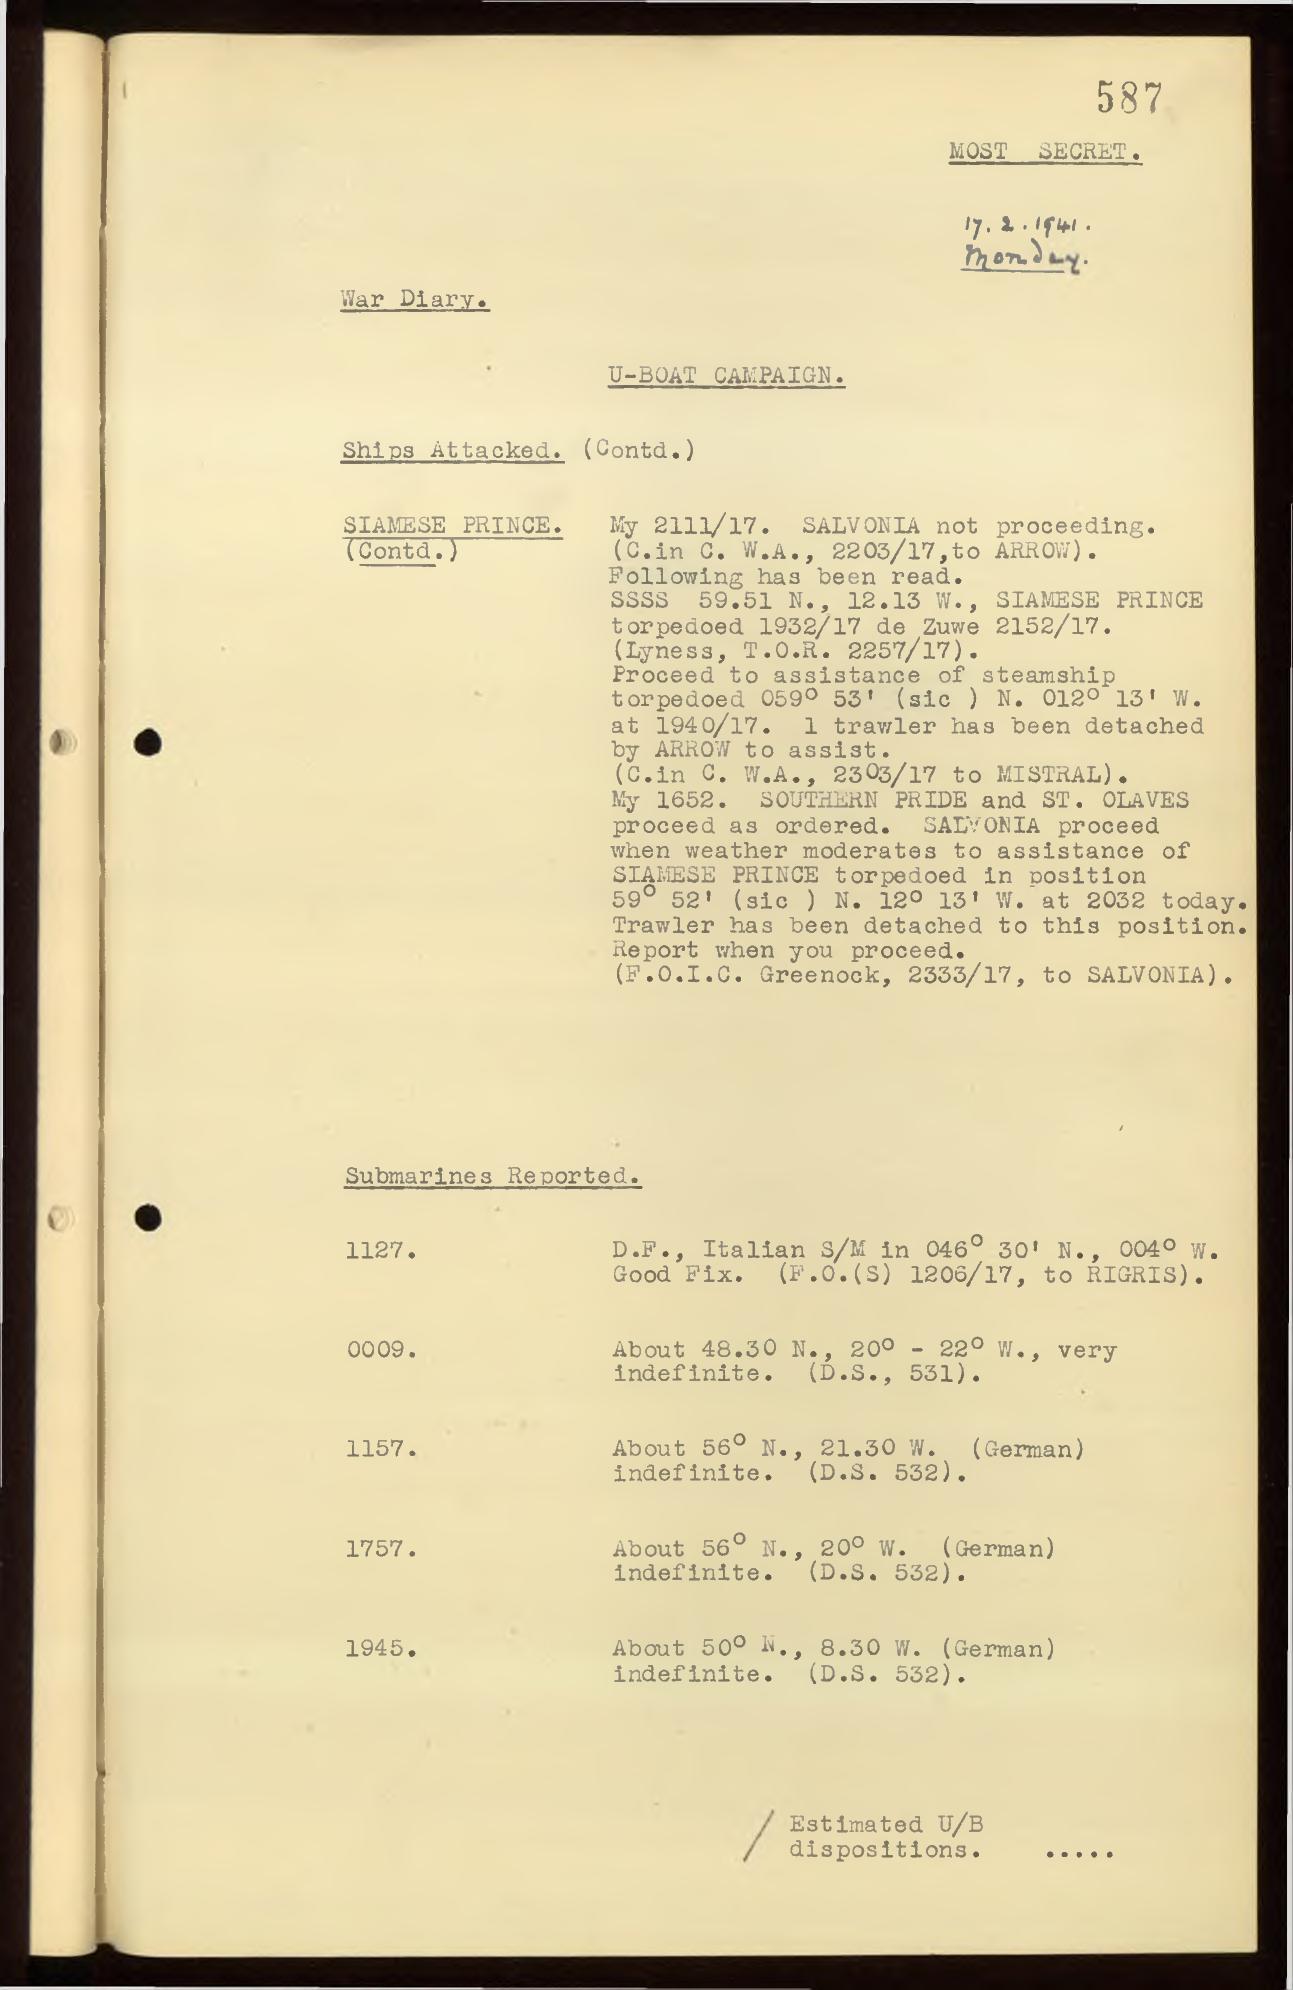 587
MOST SECRET.
17.2.1941.
Monday.
War Diary.
U-BOAT CAMPAIGN.
Ships Attacked. (Contd.)
SIAMESE PRINCE.
(Contd.)
My 2111/17. SALVONIA not proceeding.
(C.in C. W.A., 2203/17,to ARROW).
Following has been read.
SSSS 59.51 N., 12.13 W., SIAMESE PRINCE
torpedoed 1932/17 de Zuwe 2152/17.
(Lyness, T.O.R. 2257/17).
Proceed to assistance of steamship
torpedoed 059° 53' (sic ) N. 012° 13' W.
at 1940/17. 1 trawler has been detached
by ARROW to assist.
(C.in C. W.A., 2303/17 to MISTRAL).
My 1652. SOUTHERN PRIDE and ST. OLAVES
proceed as ordered. SALVONIA proceed
when weather moderates to assistance of
SIAMESE PRINCE torpedoed in position
59° 52' (sic ) N. 12° 13' W. at 2032 today.
Trawler has been detached to this position.
Report when you proceed.
(F.O.I.C. Greenock, 2333/17, to SALVONIA).
Submarines Reported.
1127. D.F., Italian S/M in 046° 30' N., 004° W.
Good Fix. (F.O.(S) 1206/17, to RIGRIS).
0009. About 48.30 N., 20° - 22° W., very
indefinite. (D.S., 531).
1157. About 56° N., 21.30 W. (German)
indefinite. (D.S. 532).
1757. About 56° N., 20° W. (German)
indefinite. (D.S. 532).
1945. About 50° N., 8.30 W. (German)
indefinite. (D.S. 532).
/ Estimated U/B
dispositions. .....